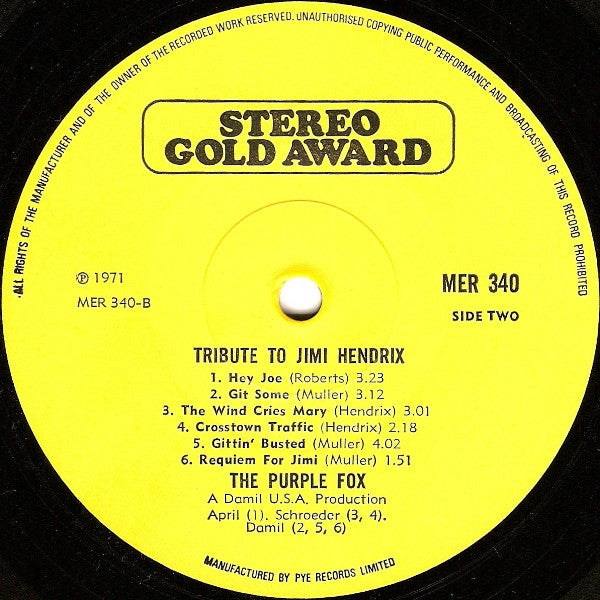 ALL RIGHTS OF THE MANUFACTURER AND OF THE OWNER OF THE RECORDED WORK RESERVED. UNAUTHORISED COPYING PUBLIC PERFORMANCE AND BROADCASTING OF THIS RECORD PROHIBITED
STEREO
GOLD AWARD
℗ 1971
MER 340-B
MER 340
SIDE TWO
TRIBUTE TO JIMI HENDRIX
1. Hey Joe (Roberts) 3.23
2. Git Some (Muller) 3.12
3. The Wind Cries Mary (Hendrix) 3.01
4. Crosstown Traffic (Hendrix) 2.18
5. Gittin' Busted (Muller) 4.02
6. Requiem For Jimi (Muller) 1.51
THE PURPLE FOX
A Damil U.S.A. Production
April (1). Schroeder (3, 4).
Damil (2, 5, 6)
MANUFACTURED BY PYE RECORDS LIMITED